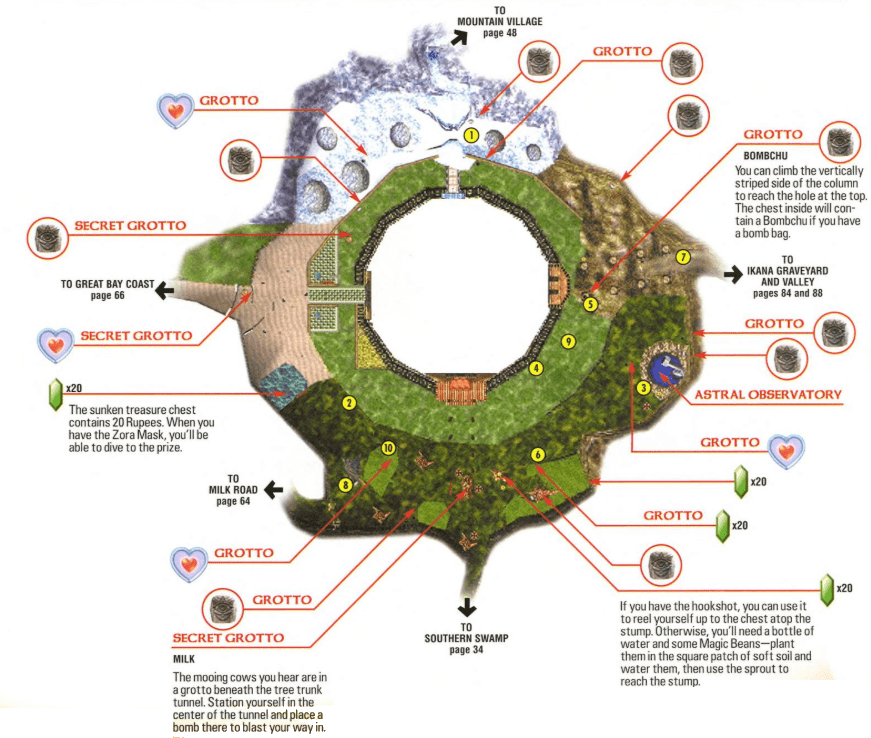 TO
MOUNTAIN VILLAGE
page 48
GROTTO
GROTTO
GROTTO
BOMBCHU
You can climb the vertically
striped side of the column
to reach the hole at the top.
The chest inside will con-
tain a Bombchu if you have
a bomb bag.
1
SECRET GROTTO
7
TO
IKANA GRAVEYARD
AND VALLEY
pages 84 and 88
TO GREAT BAY COAST
page 66
5
SECRET GROTTO
9
GROTTO
4
3
ASTRAL OBSERVATORY
x20
The sunken treasure chest
contains 20 Rupees. When you
have the Zora Mask, you'll be
able to dive to the prize.
2
GROTTO
10
6
8
TO
MILK ROAD
page 64
x20
GROTTO
x20
GROTTO
GROTTO
x20
SECRET GROTTO
MILK
The mooing cows you hear are in
a grotto beneath the tree trunk
tunnel. Station yourself in the
center of the tunnel and place a
bomb there to blast your way in.
TO
SOUTHERN SWAMP
page 34
If you have the hookshot, you can use it
to reel yourself up to the chest atop the
stump. Otherwise, you'll need a bottle of
water and some Magic Beans—plant
them in the square patch of soft soil and
water them, then use the sprout to
reach the stump.